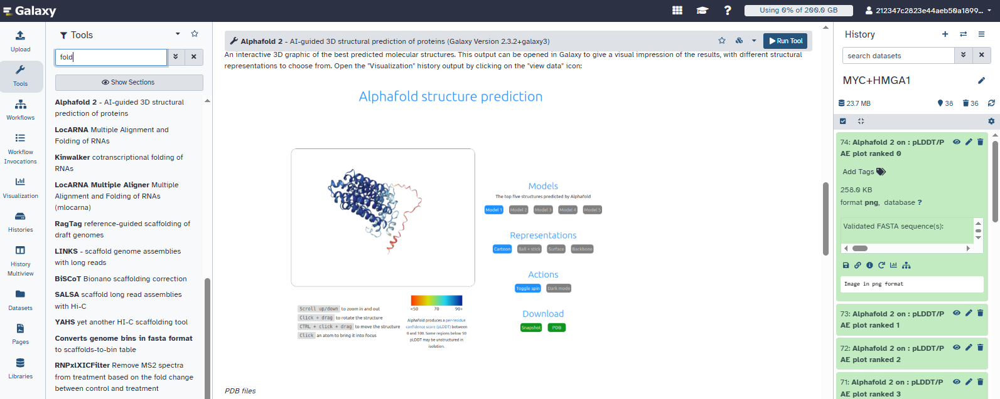 Galaxy
Using 0% of 200.0 GB
212347c2823e44aeb50a1899...
Upload
Tools
Workflows
Workflow
Invocations
Visualization
Histories
History
Multiview
Datasets
Pages
Libraries
Tools
fold
Show Sections
Alphafold 2 - AI-guided 3D structural
prediction of proteins
LocARNA Multiple Alignment and
Folding of RNAs
Kinwalker cotranscriptional folding of
RNAs
LocARNA Multiple Aligner Multiple
Alignment and Folding of RNAs
(mlocarna)
RagTag reference-guided scaffolding of
draft genomes
LINKS - scaffold genome assemblies
with long reads
BiSCoT Bionano scaffolding correction
SALSA scaffold long read assemblies
with Hi-C
YAHS yet another HI-C scaffolding tool
Converts genome bins in fasta format
to scaffolds-to-bin table
RNPxlXICFilter Remove MS2 spectra
from treatment based on the fold change
between control and treatment
Alphafold 2 - AI-guided 3D structural prediction of proteins (Galaxy Version 2.3.2+galaxy3)
Run Tool
An interactive 3D graphic of the best predicted molecular structures. This output can be opened in Galaxy to give a visual impression of the results, with different structural
representations to choose from. Open the "Visualization" history output by clicking on the "view data" icon:
Alphafold structure prediction
Models
The top five structures predicted by Alphafold
Model 1 Model 2 Model 3 Model 4 Model 5
Representations
Cartoon Ball + stick Surface Backbone
Actions
Toggle spin Dark mode
Download
Snapshot PDB
Scroll up/down to zoom in and out
Click + drag to rotate the structure
CTRL + click + drag to move the structure
Click an atom to bring it into focus
<50 70 90+
Alphafold produces a per-residue
confidence score (pLDDT) between
0 and 100. Some regions below 50
pLDDT may be unstructured in
isolation.
PDB files
History
search datasets
MYC+HMGA1
23.7 MB
38
36
74: Alphafold 2 on : pLDDT/P
AE plot ranked 0
Add Tags
258.0 KB
format png, database ?
Validated FASTA sequence(s):
Image in png format
73: Alphafold 2 on : pLDDT/P
AE plot ranked 1
72: Alphafold 2 on : pLDDT/P
AE plot ranked 2
71: Alphafold 2 on : pLDDT/P
AE plot ranked 3